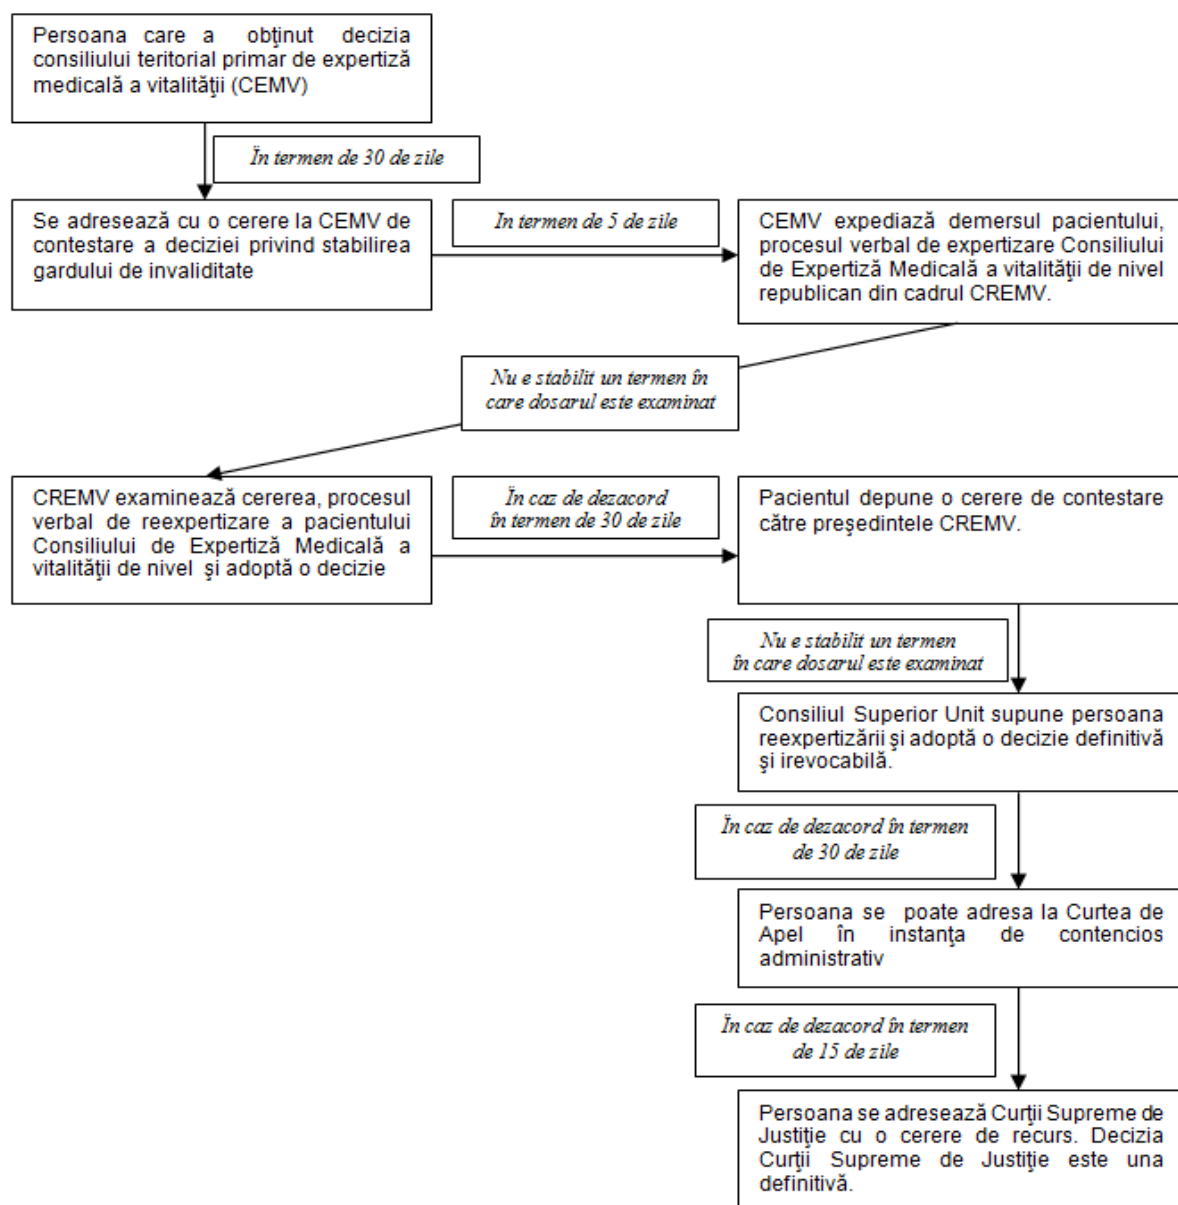 Persoana care a obţinut decizia
consiliului teritorial primar de expertiză
medicală a vitalităţii (CEMV)
În termen de 30 de zile
Se adresează cu o cerere la CEMV de
contestare a deciziei privind stabilirea
gardului de invaliditate
In termen de 5 de zile
CEMV expediază demersul pacientului,
procesul verbal de expertizare Consiliului
de Expertiză Medicală a vitalităţii de nivel
republican din cadrul CREMV.
Nu e stabilit un termen în
care dosarul este examinat
CREMV examinează cererea, procesul
verbal de reexpertizare a pacientului
Consiliului de Expertiză Medicală a
vitalităţii de nivel şi adoptă o decizie
În caz de dezacord
în termen de 30 de zile
Pacientul depune o cerere de contestare
către preşedintele CREMV.
Nu e stabilit un termen
în care dosarul este examinat
Consiliul Superior Unit supune persoana
reexpertizării şi adoptă o decizie definitivă
şi irevocabilă.
În caz de dezacord în termen
de 30 de zile
Persoana se poate adresa la Curtea de
Apel în instanţa de contencios
administrativ
În caz de dezacord în termen
de 15 de zile
Persoana se adresează Curţii Supreme de
Justiţie cu o cerere de recurs. Decizia
Curţii Supreme de Justiţie este una
definitivă.